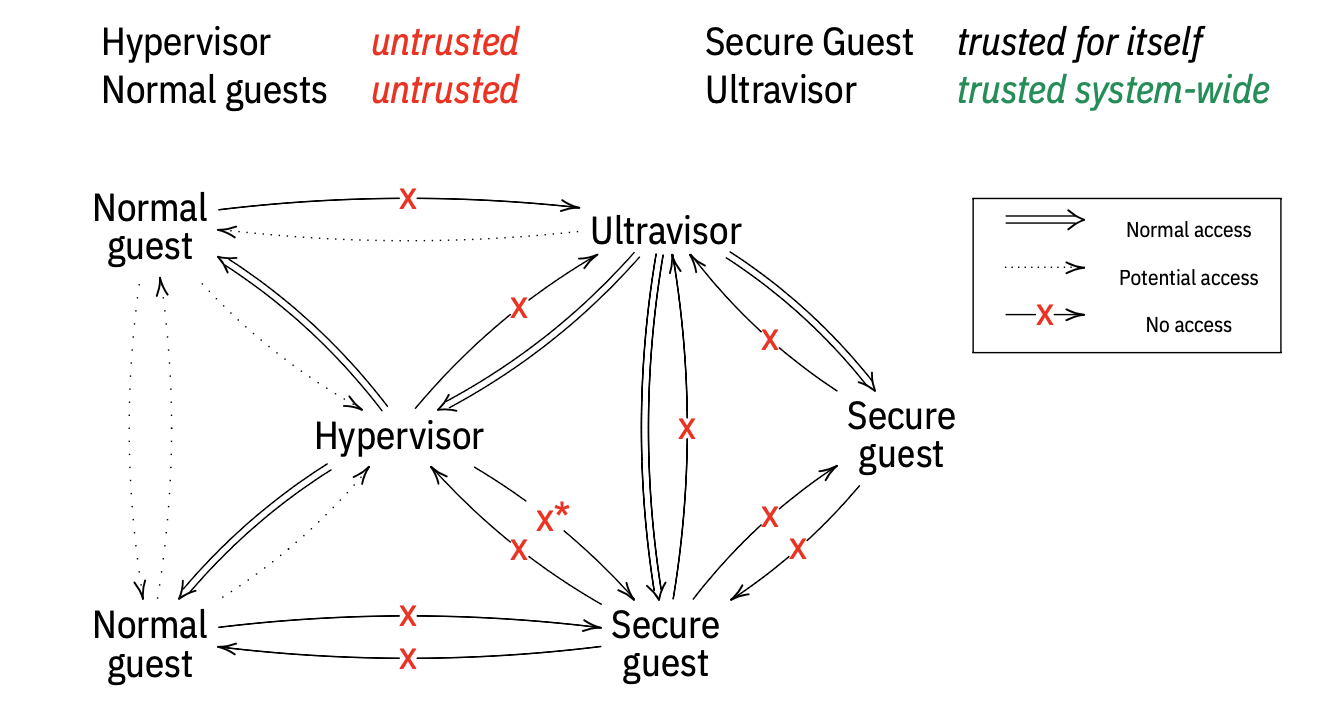 Hypervisor untrusted
Normal guests untrusted
Secure Guest trusted for itself
Ultravisor trusted system-wide
Normal
guest
X
Ultravisor
Normal access
Potential access
X
No access
X
X
X
Secure
guest
Hypervisor
X*
X
X
X
X
X
Normal
guest
Secure
guest